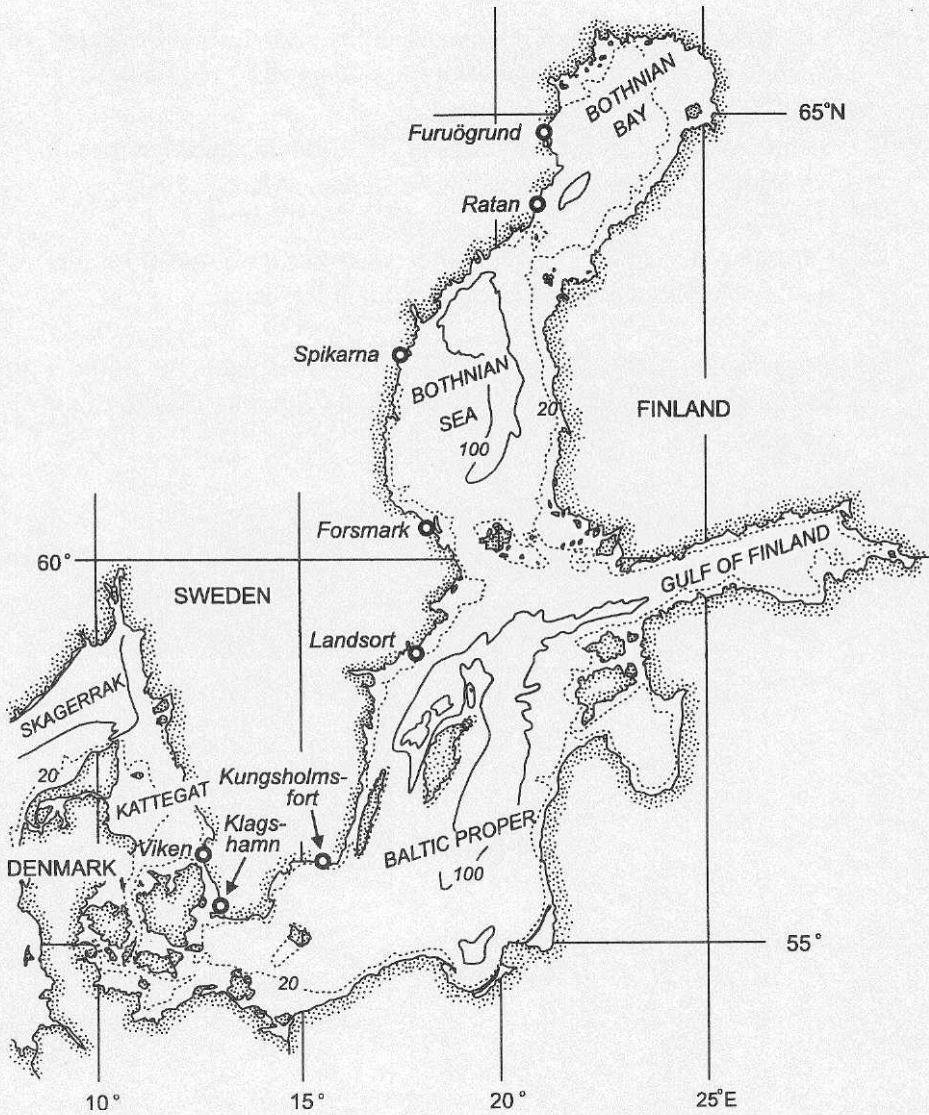 BOTHNIAN
BAY
65°N
Furuögrund
Ratan
Spikarna
BOTHNIAN
SEA
20
100
FINLAND
Forsmark
60°
GULF OF FINLAND
SWEDEN
Landsort
SKAGERRAK
20
KATTEGAT
Kungsholms-
fort
Klags-
hamn
Viken
DENMARK
BALTIC PROPER
100
55°
20
10°
15°
20°
25°E